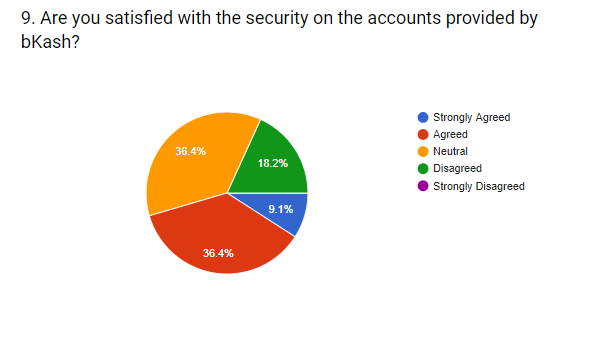 9. Are you satisfied with the security on the accounts provided by
bKash?
Strongly Agreed
Agreed
Neutral
Disagreed
Strongly Disagreed
36.4%
18.2%
9.1%
36.4%